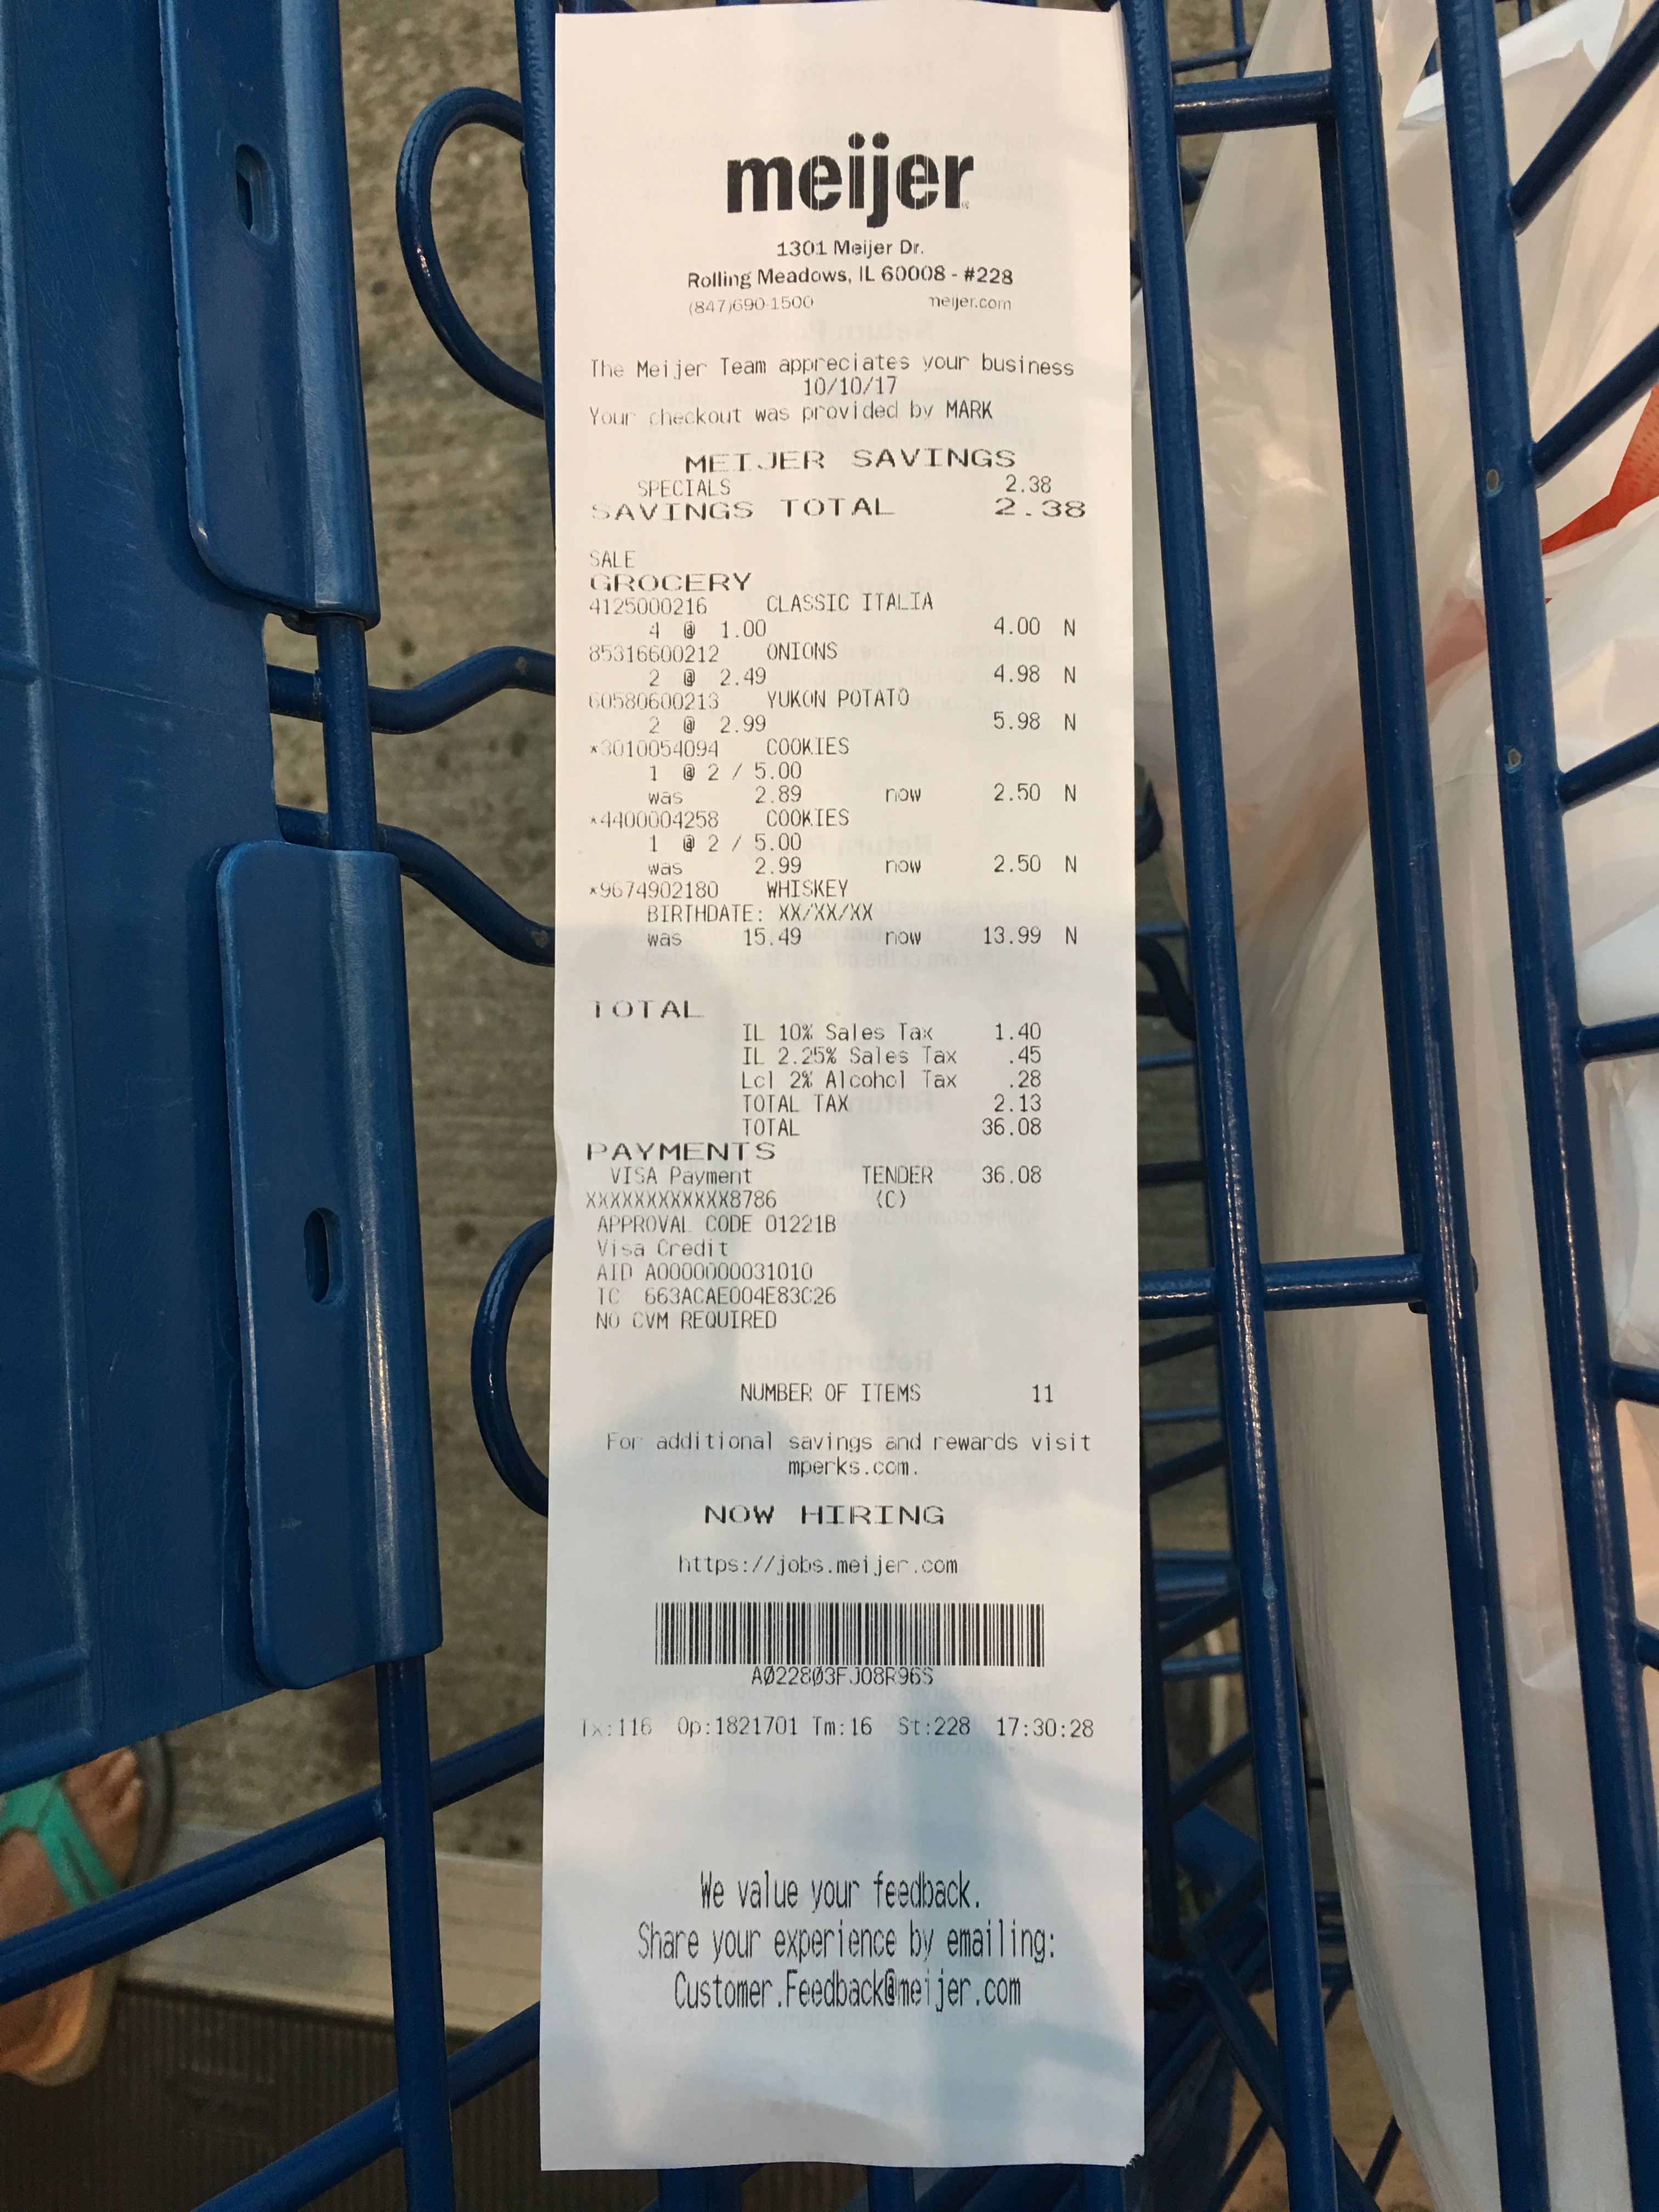 meijer
1301 Meijer Dr.
Rolling Meadows, IL 60008 - #228
(847)690-1500 meijer.com
The Meijer Team appreciates your business
10/10/17
Your checkout was provided by MARK
MEIJER SAVINGS
SPECIALS 2.38
SAVINGS TOTAL 2.38
SALE
GROCERY
4125000216 CLASSIC ITALIA
4 @ 1.00 4.00 N
85316600212 ONIONS
2 @ 2.49 4.98 N
60580600213 YUKON POTATO
2 @ 2.99 5.98 N
*3010054094 COOKIES
1 @ 2 / 5.00
was 2.89 now 2.50 N
*4400004258 COOKIES
1 @ 2 / 5.00
was 2.99 now 2.50 N
*9674902180 WHISKEY
BIRTHDATE: XX/XX/XX
was 15.49 now 13.99 N
TOTAL
IL 10% Sales Tax 1.40
IL 2.25% Sales Tax .45
Lcl 2% Alcohol Tax .28
TOTAL TAX 2.13
TOTAL 36.08
PAYMENTS
VISA Payment TENDER 36.08
XXXXXXXXXXXX8786 (C)
APPROVAL CODE 01221B
Visa Credit
AID A0000000031010
TC 663ACAE004E83C26
NO CVM REQUIRED
NUMBER OF ITEMS 11
For additional savings and rewards visit
mperks.com.
NOW HIRING
https://jobs.meijer.com
A022803FJ08R96S
Tx:116 Op:1821701 Tm:16 St:228 17:30:28
We value your feedback.
Share your experience by emailing:
Customer.Feedback@meijer.com